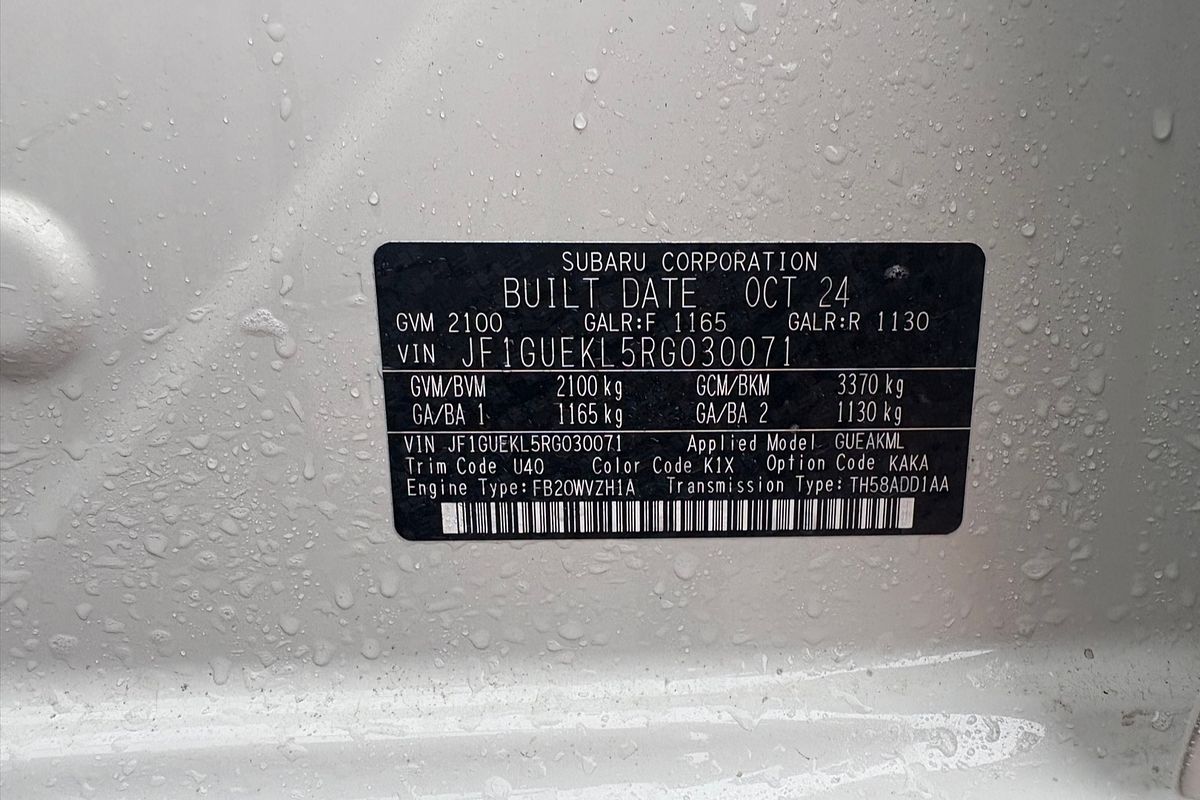 SUBARU CORPORATION
BUILT DATE OCT 24
GVM 2100 GALR:F 1165 GALR:R 1130
VIN JF1GUEKL5RG030071
GVM/BVM 2100 kg GCM/BKM 3370 kg
GA/BA 1 1165 kg GA/BA 2 1130 kg
VIN JF1GUEKL5RG030071 Applied Model GUEAKML
Trim Code U40 Color Code K1X Option Code KAKA
Engine Type:FB20WVZH1A Transmission Type:TH58ADD1AA